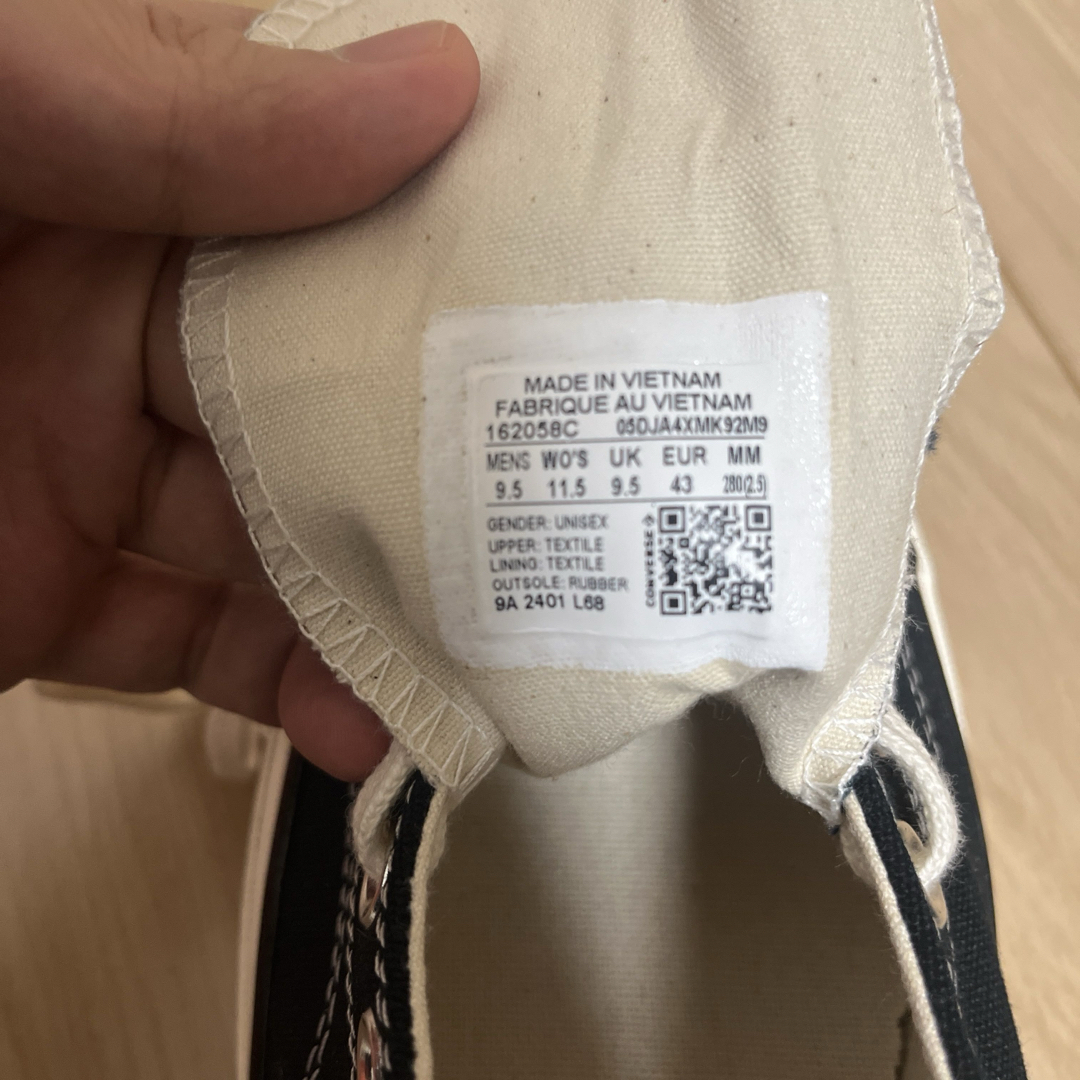 MADE IN VIETNAM
FABRIQUE AU VIETNAM
162058C 05DJA4XMK92M9
MENS WO'S UK EUR MM
9.5 11.5 9.5 43 280(2.5)
GENDER: UNISEX
UPPER: TEXTILE
LINING: TEXTILE
OUTSOLE: RUBBER
9A 2401 L68
CONVERSE